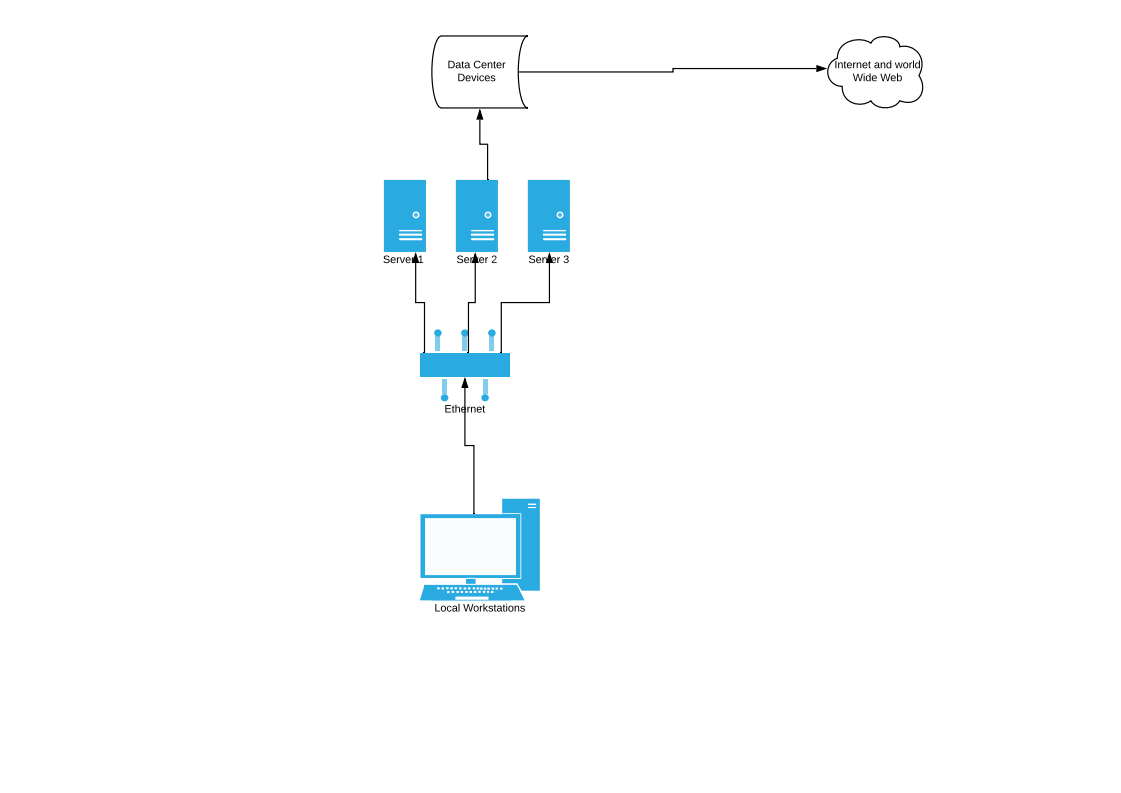 Data Center
Devices
Internet and world
Wide Web
Server 1
Server 2
Server 3
Ethernet
Local Workstations